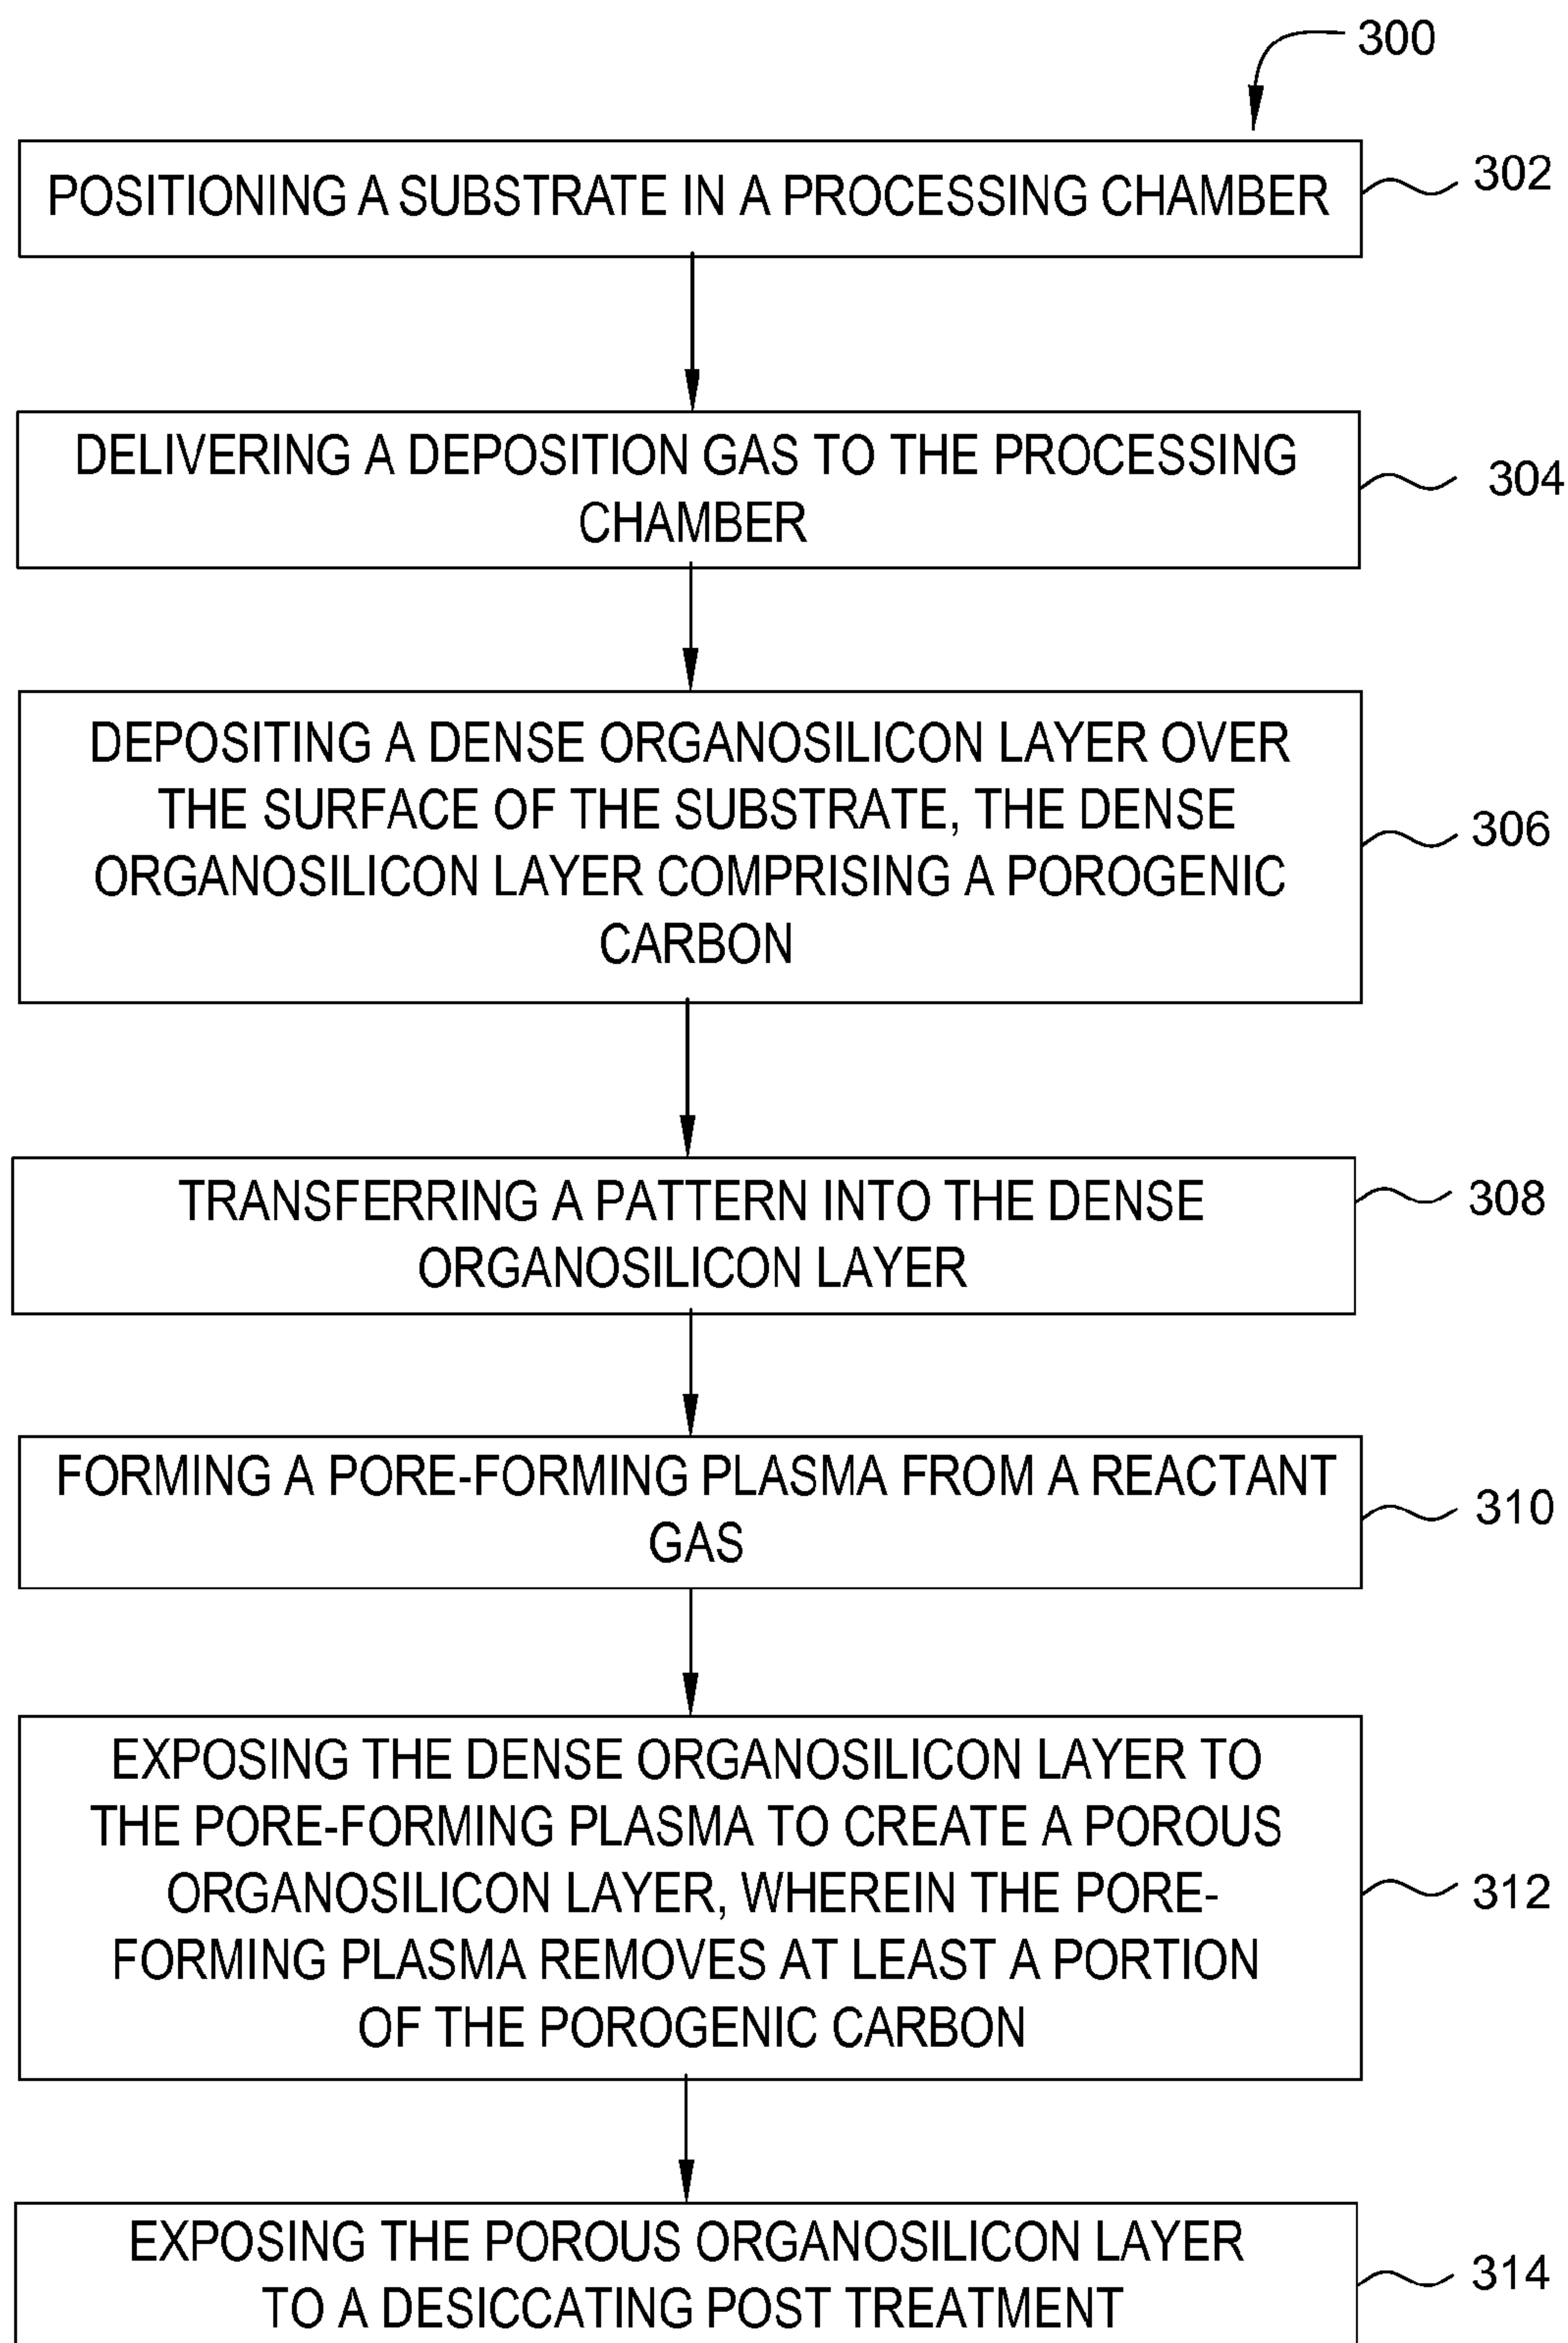 300
POSITIONING A SUBSTRATE IN A PROCESSING CHAMBER
302
DELIVERING A DEPOSITION GAS TO THE PROCESSING
CHAMBER
304
DEPOSITING A DENSE ORGANOSILICON LAYER OVER
THE SURFACE OF THE SUBSTRATE, THE DENSE
ORGANOSILICON LAYER COMPRISING A POROGENIC
CARBON
306
TRANSFERRING A PATTERN INTO THE DENSE
ORGANOSILICON LAYER
308
FORMING A PORE-FORMING PLASMA FROM A REACTANT
GAS
310
EXPOSING THE DENSE ORGANOSILICON LAYER TO
THE PORE-FORMING PLASMA TO CREATE A POROUS
ORGANOSILICON LAYER, WHEREIN THE PORE-
FORMING PLASMA REMOVES AT LEAST A PORTION
OF THE POROGENIC CARBON
312
EXPOSING THE POROUS ORGANOSILICON LAYER
TO A DESICCATING POST TREATMENT
314